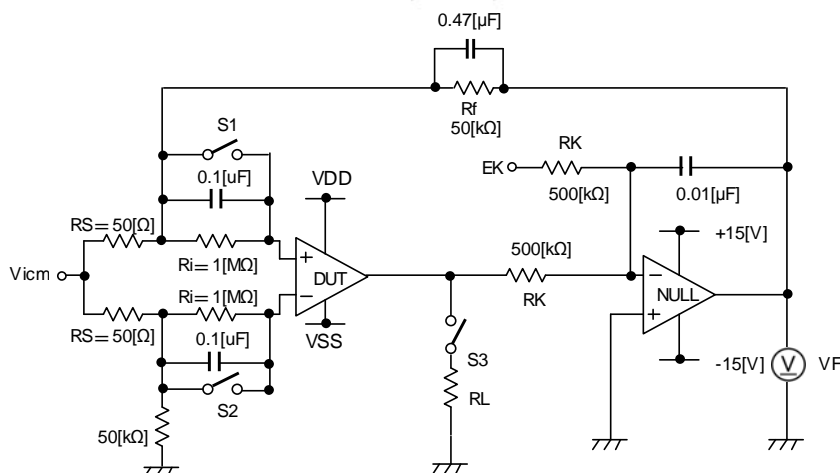 0.47[µF]
Rf
50[kΩ]
S1
0.1[uF]
VDD
EK
RK
500[kΩ]
0.01[µF]
RS=50[Ω]
Ri=1[MΩ]
+
DUT
−
Vicm
500[kΩ]
RK
+15[V]
−
NULL
+
Ri=1[MΩ]
RS=50[Ω]
0.1[uF]
VSS
S2
S3
RL
-15[V]
V
VF
50[kΩ]